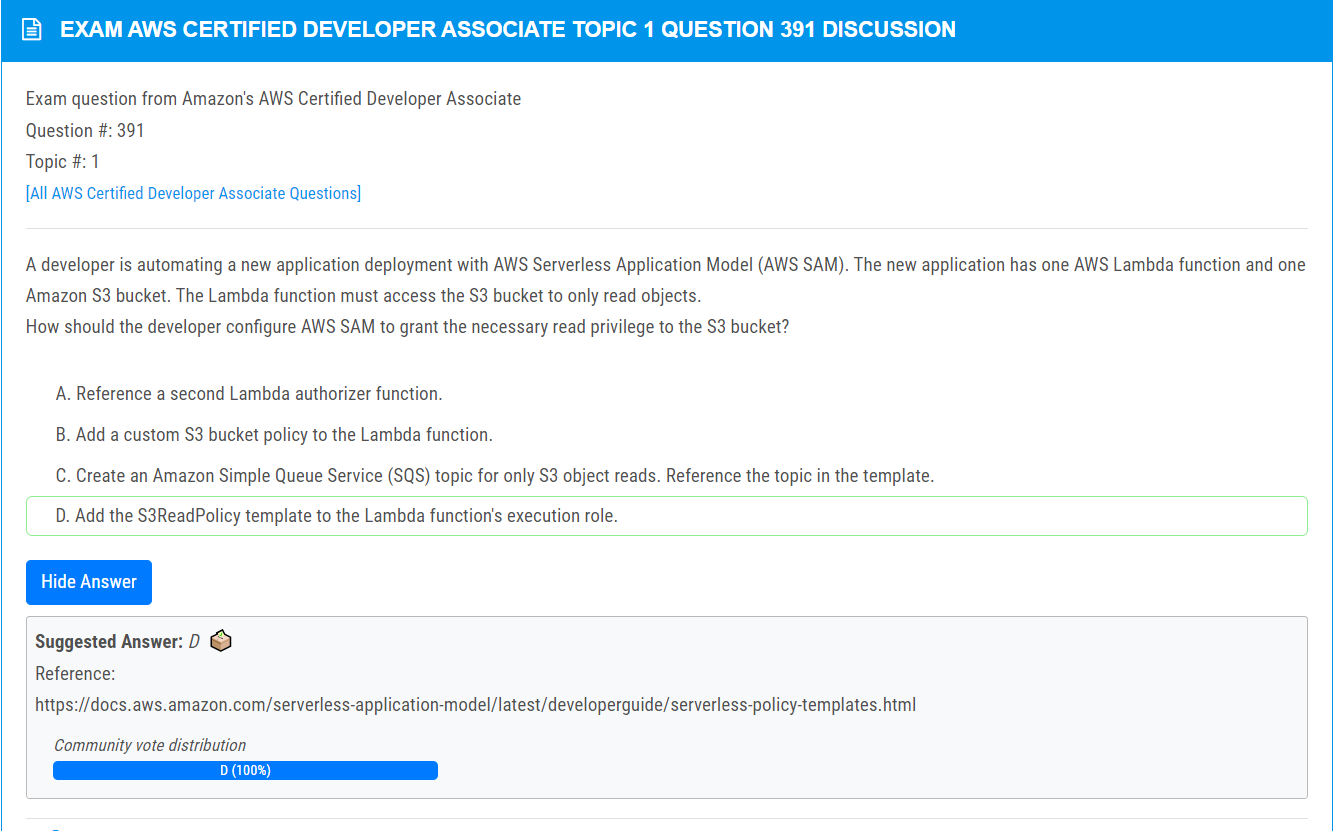 EXAM AWS CERTIFIED DEVELOPER ASSOCIATE TOPIC 1 QUESTION 391 DISCUSSION
Exam question from Amazon's AWS Certified Developer Associate
Question #: 391
Topic #: 1
[All AWS Certified Developer Associate Questions]
A developer is automating a new application deployment with AWS Serverless Application Model (AWS SAM). The new application has one AWS Lambda function and one
Amazon S3 bucket. The Lambda function must access the S3 bucket to only read objects.
How should the developer configure AWS SAM to grant the necessary read privilege to the S3 bucket?
A. Reference a second Lambda authorizer function.
B. Add a custom S3 bucket policy to the Lambda function.
C. Create an Amazon Simple Queue Service (SQS) topic for only S3 object reads. Reference the topic in the template.
D. Add the S3ReadPolicy template to the Lambda function's execution role.
Hide Answer
Suggested Answer: D
Reference:
https://docs.aws.amazon.com/serverless-application-model/latest/developerguide/serverless-policy-templates.html
Community vote distribution
D (100%)